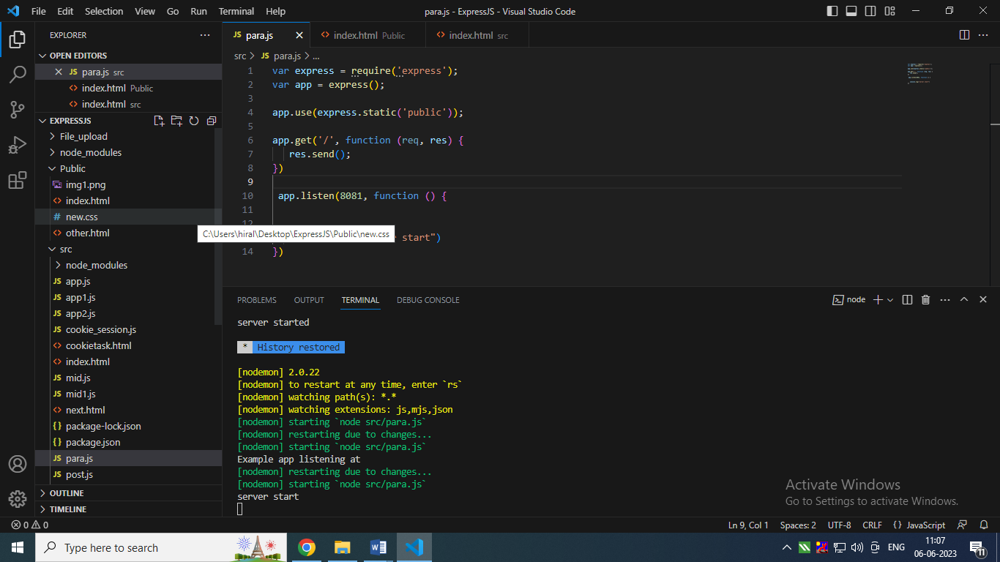 File Edit Selection View Go Run Terminal Help para.js - ExpressJS - Visual Studio Code
EXPLORER
OPEN EDITORS
JS para.js src
index.html Public
index.html src
EXPRESSJS
File_upload
node_modules
Public
img1.png
index.html
# new.css
other.html
src
node_modules
JS app.js
JS app1.js
JS app2.js
JS cookie_session.js
cookietask.html
index.html
JS mid.js
JS mid1.js
next.html
{} package-lock.json
{} package.json
JS para.js
JS post.js
OUTLINE
TIMELINE
JS para.js index.html Public index.html src
src > JS para.js > ...
1 var express = require('express');
2 var app = express();
3
4 app.use(express.static('public'));
5
6 app.get('/', function (req, res) {
7 res.send();
8 })
9
10 app.listen(8081, function () {
11
12
C:\Users\hiral\Desktop\ExpressJS\Public\new.css
start")
14 })
PROBLEMS OUTPUT TERMINAL DEBUG CONSOLE node
server started
* History restored
[nodemon] 2.0.22
[nodemon] to restart at any time, enter `rs`
[nodemon] watching path(s): *.*
[nodemon] watching extensions: js,mjs,json
[nodemon] starting `node src/para.js`
[nodemon] restarting due to changes...
[nodemon] starting `node src/para.js`
Example app listening at
[nodemon] restarting due to changes...
[nodemon] starting `node src/para.js`
server start
Activate Windows
Go to Settings to activate Windows.
0 0 Ln 9, Col 1 Spaces: 2 UTF-8 CRLF {} JavaScript
Type here to search
ENG
11:07
06-06-2023
11